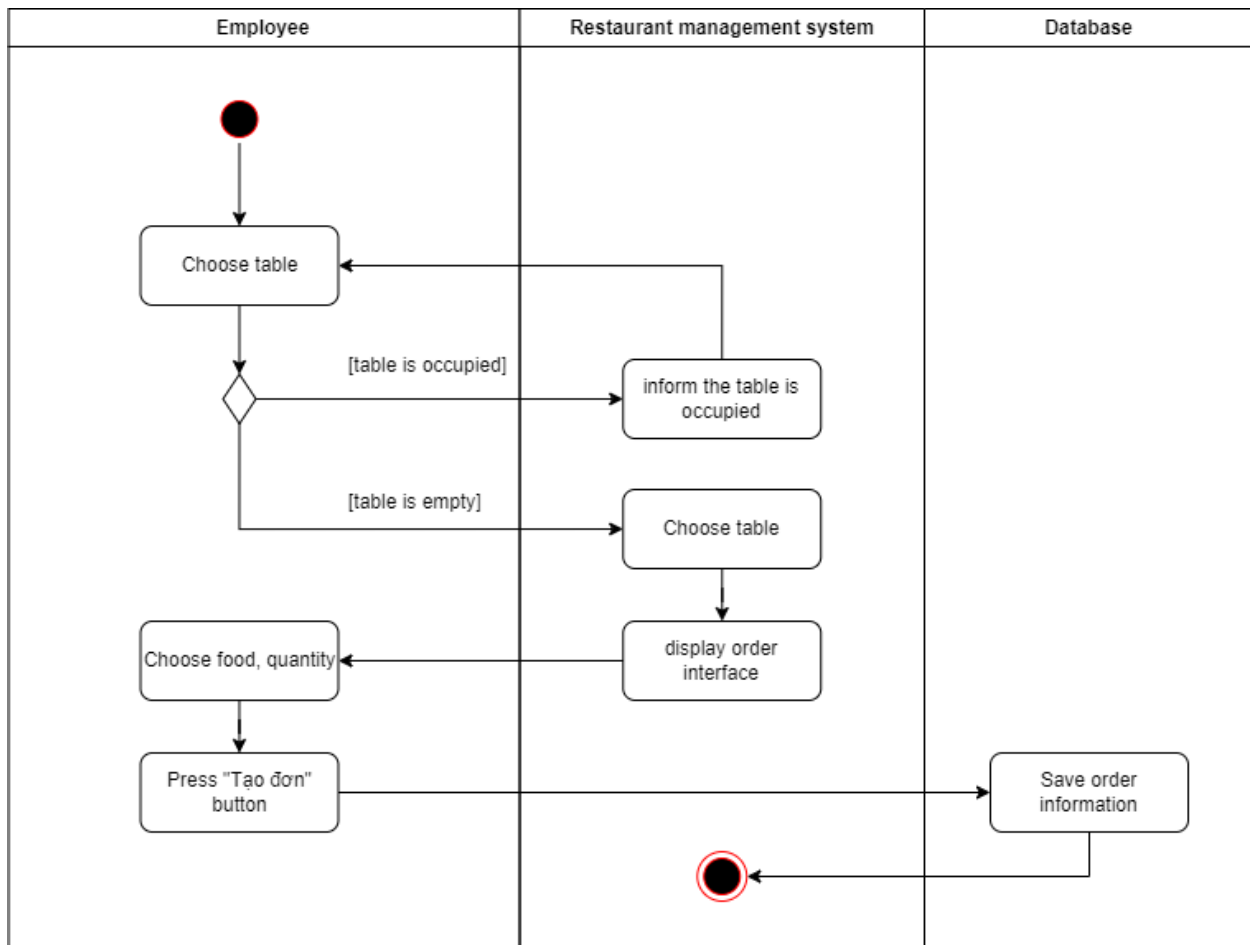 Employee
Restaurant management system
Database
Choose table
[table is occupied]
inform the table is
occupied
[table is empty]
Choose table
Choose food, quantity
display order
interface
Press "Tạo đơn"
button
Save order
information